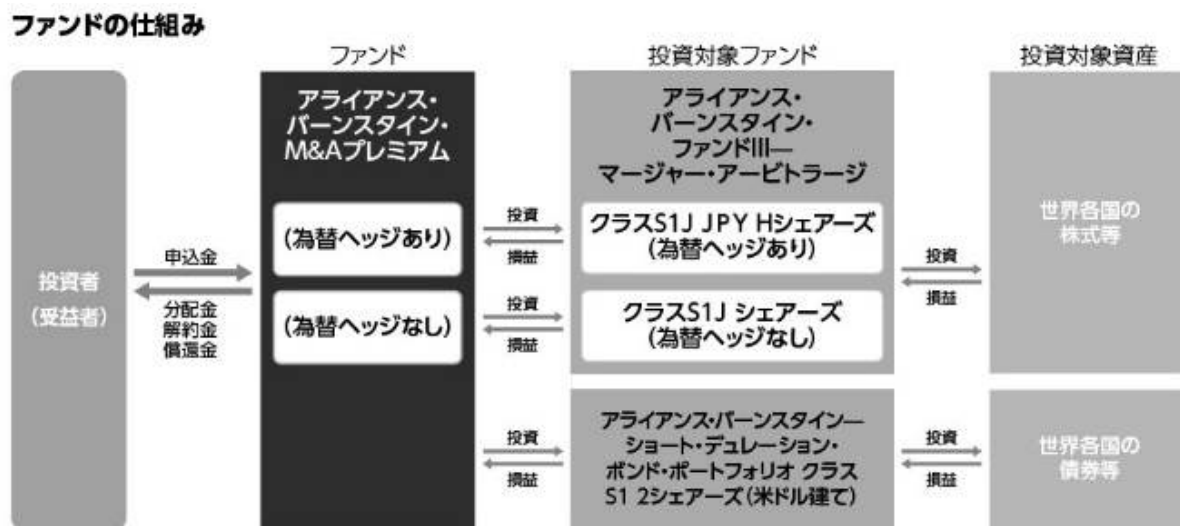 ファンドの仕組み
ファンド
投資対象ファンド
投資対象資産
投資者
(受益者)
申込金
分配金
解約金
償還金
アライアンス・
バーンスタイン・
M&Aプレミアム
(為替ヘッジあり)
(為替ヘッジなし)
投資
損益
投資
損益
投資
損益
アライアンス・
バーンスタイン・
ファンドIII—
マージャー・アービトラージ
クラスS1J JPY Hシェアーズ
(為替ヘッジあり)
クラスS1J シェアーズ
(為替ヘッジなし)
アライアンス・バーンスタイン—
ショート・デュレーション・
ボンド・ポートフォリオ クラス
S1 2シェアーズ(米ドル建て)
投資
損益
投資
損益
世界各国の
株式等
世界各国の
債券等